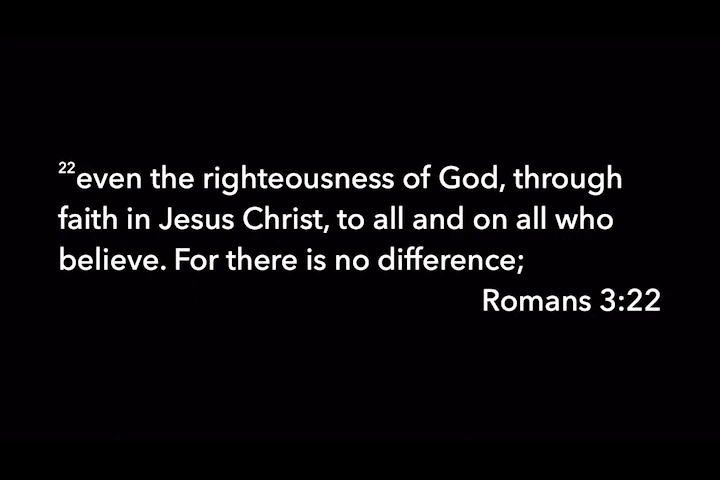 ²²even the righteousness of God, through
faith in Jesus Christ, to all and on all who
believe. For there is no difference;
Romans 3:22